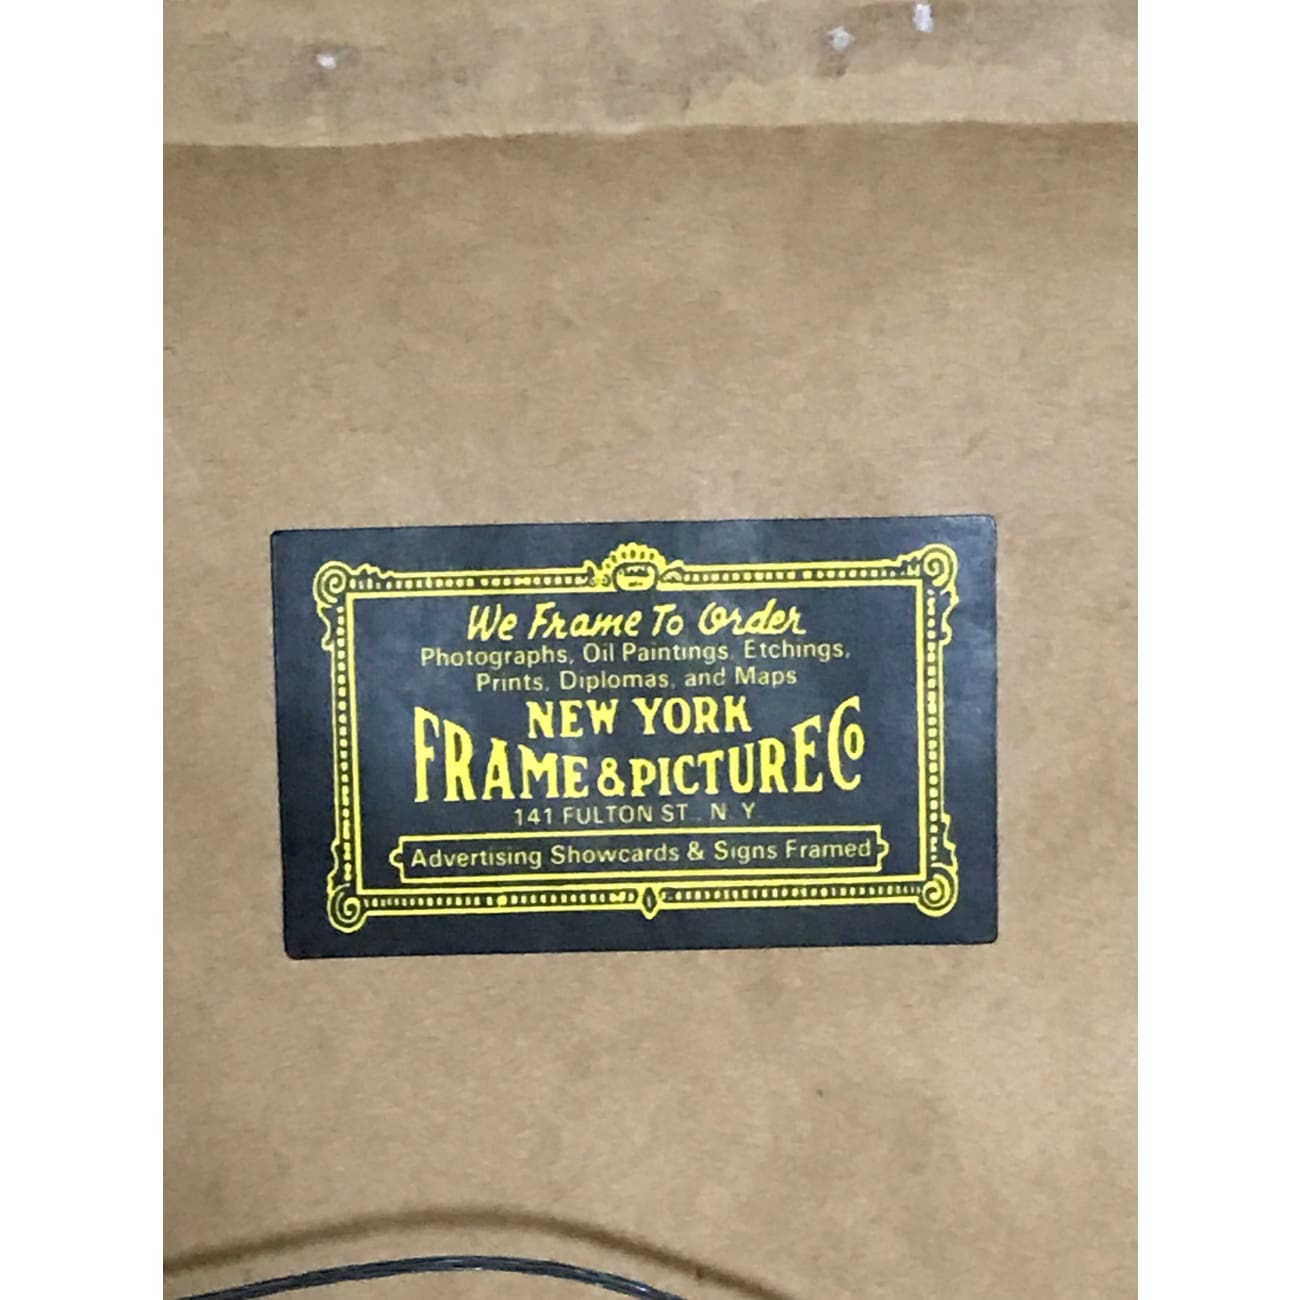 We Frame To Order
Photographs, Oil Paintings, Etchings,
Prints, Diplomas, and Maps
NEW YORK
FRAME & PICTURE Co
141 FULTON ST., N.Y.
Advertising Showcards & Signs Framed